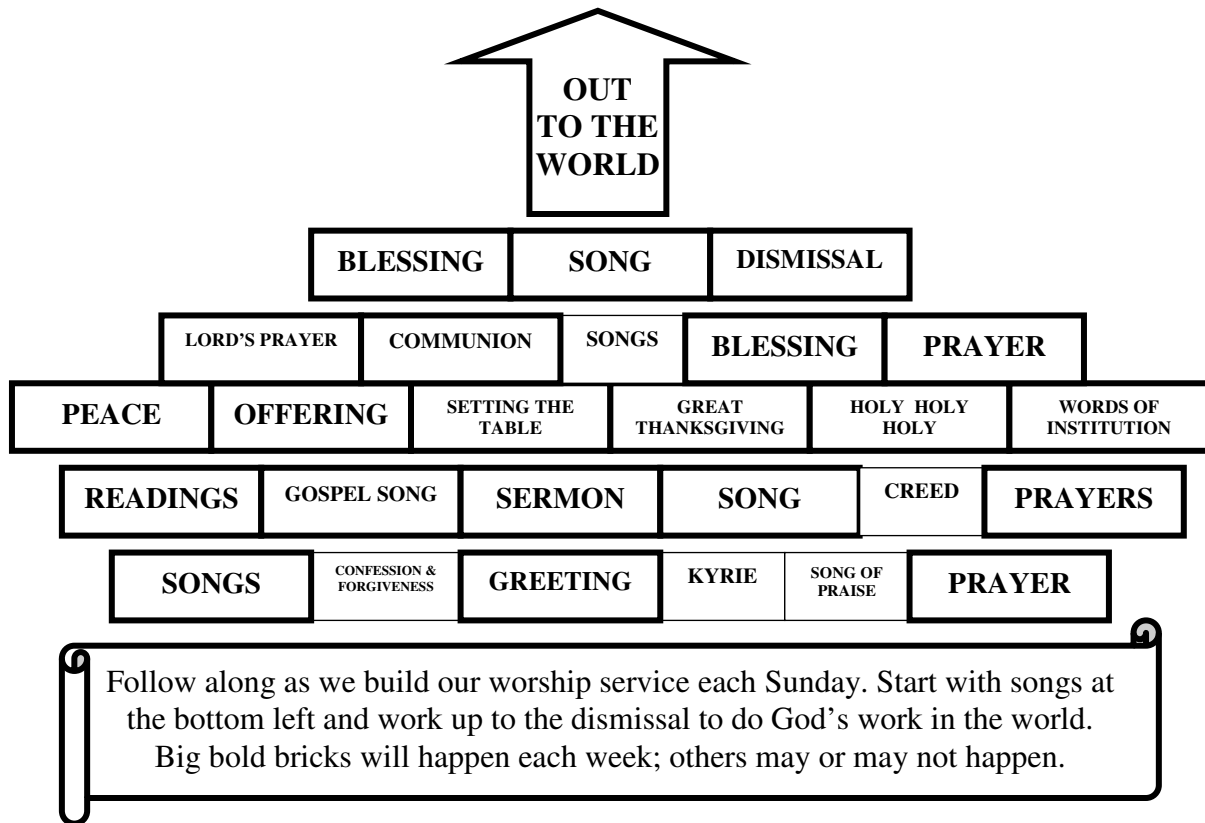 OUT
TO THE
WORLD
BLESSING SONG DISMISSAL
LORD'S PRAYER COMMUNION SONGS BLESSING PRAYER
PEACE OFFERING SETTING THE TABLE GREAT THANKSGIVING HOLY HOLY HOLY WORDS OF INSTITUTION
READINGS GOSPEL SONG SERMON SONG CREED PRAYERS
SONGS CONFESSION & FORGIVENESS GREETING KYRIE SONG OF PRAISE PRAYER
Follow along as we build our worship service each Sunday. Start with songs at
the bottom left and work up to the dismissal to do God's work in the world.
Big bold bricks will happen each week; others may or may not happen.